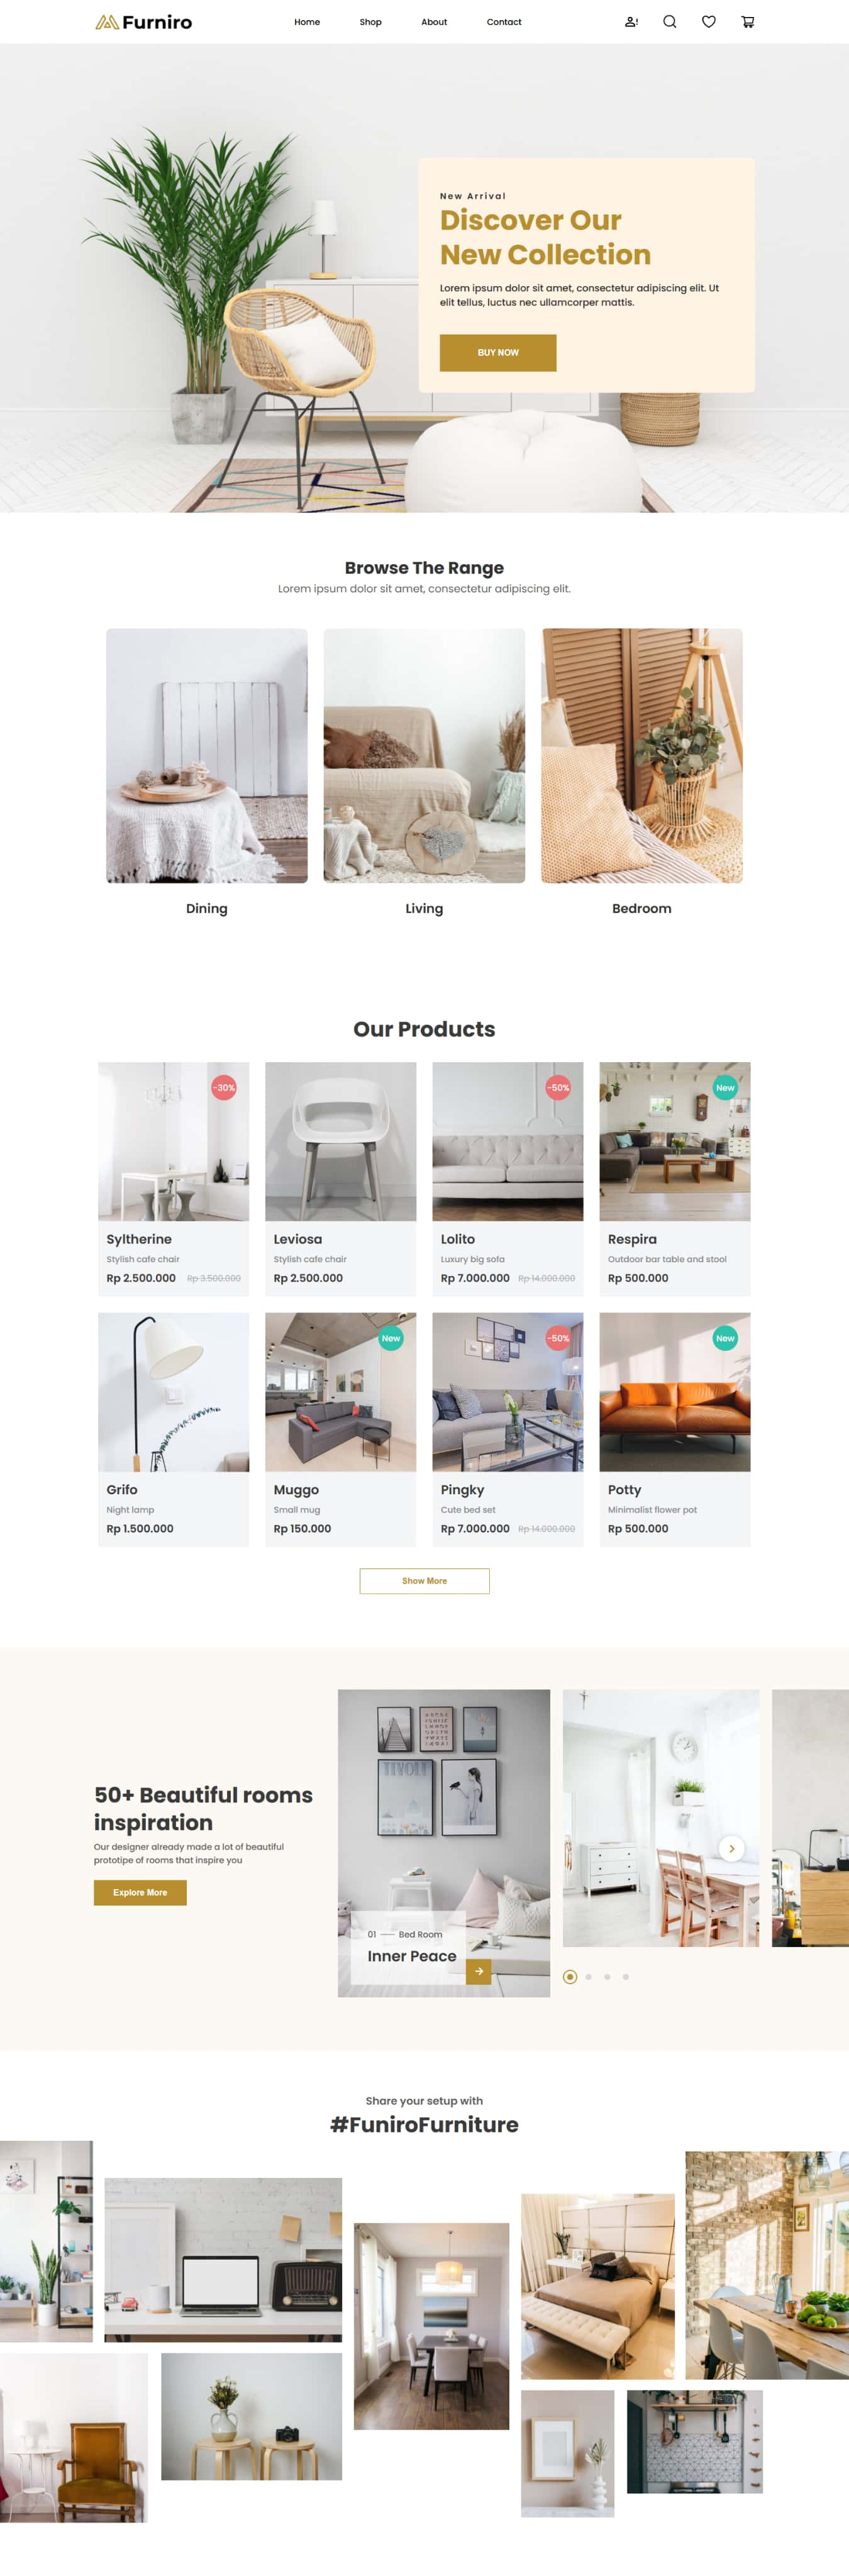 Furniro
Home
Shop
About
Contact
New Arrival
Discover Our
New Collection
Lorem ipsum dolor sit amet, consectetur adipiscing elit. Ut
elit tellus, luctus nec ullamcorper mattis.
BUY NOW
Browse The Range
Lorem ipsum dolor sit amet, consectetur adipiscing elit.
Dining
Living
Bedroom
Our Products
-30%
-50%
New
Syltherine
Leviosa
Lolito
Respira
Stylish cafe chair
Stylish cafe chair
Luxury big sofa
Outdoor bar table and stool
Rp 2.500.000 Rp 3.500.000
Rp 2.500.000
Rp 7.000.000 Rp 14.000.000
Rp 500.000
New
-50%
New
Grifo
Muggo
Pingky
Potty
Night lamp
Small mug
Cute bed set
Minimalist flower pot
Rp 1.500.000
Rp 150.000
Rp 7.000.000 Rp 14.000.000
Rp 500.000
Show More
50+ Beautiful rooms
inspiration
Our designer already made a lot of beautiful
prototipe of rooms that inspire you
Explore More
TIVOLI
01 — Bed Room
Inner Peace
Share your setup with
#FuniroFurniture